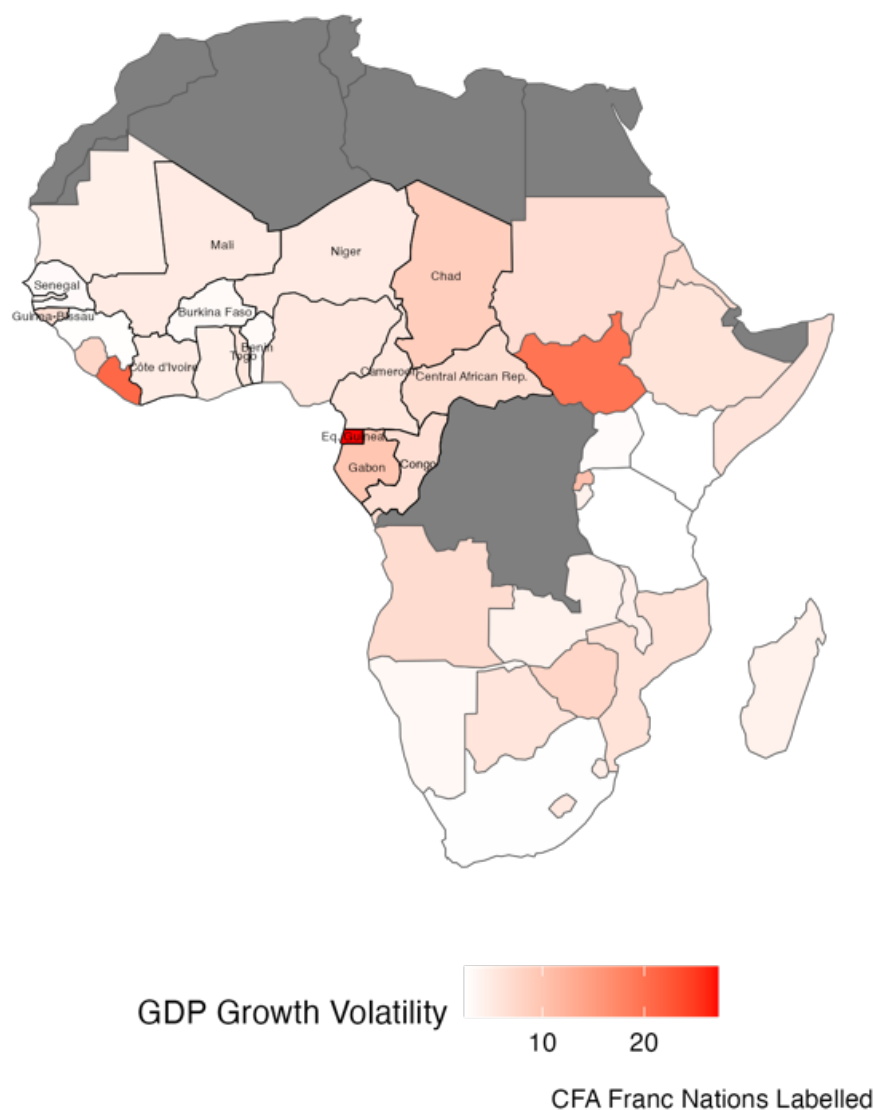 Mali
Niger
Chad
Senegal
Guinea-Bissau
Burkina Faso
Benin
Togo
Côte d'Ivoire
Cameroon
Central African Rep.
Eq. Guinea
Gabon
Congo
GDP Growth Volatility
10 20
CFA Franc Nations Labelled